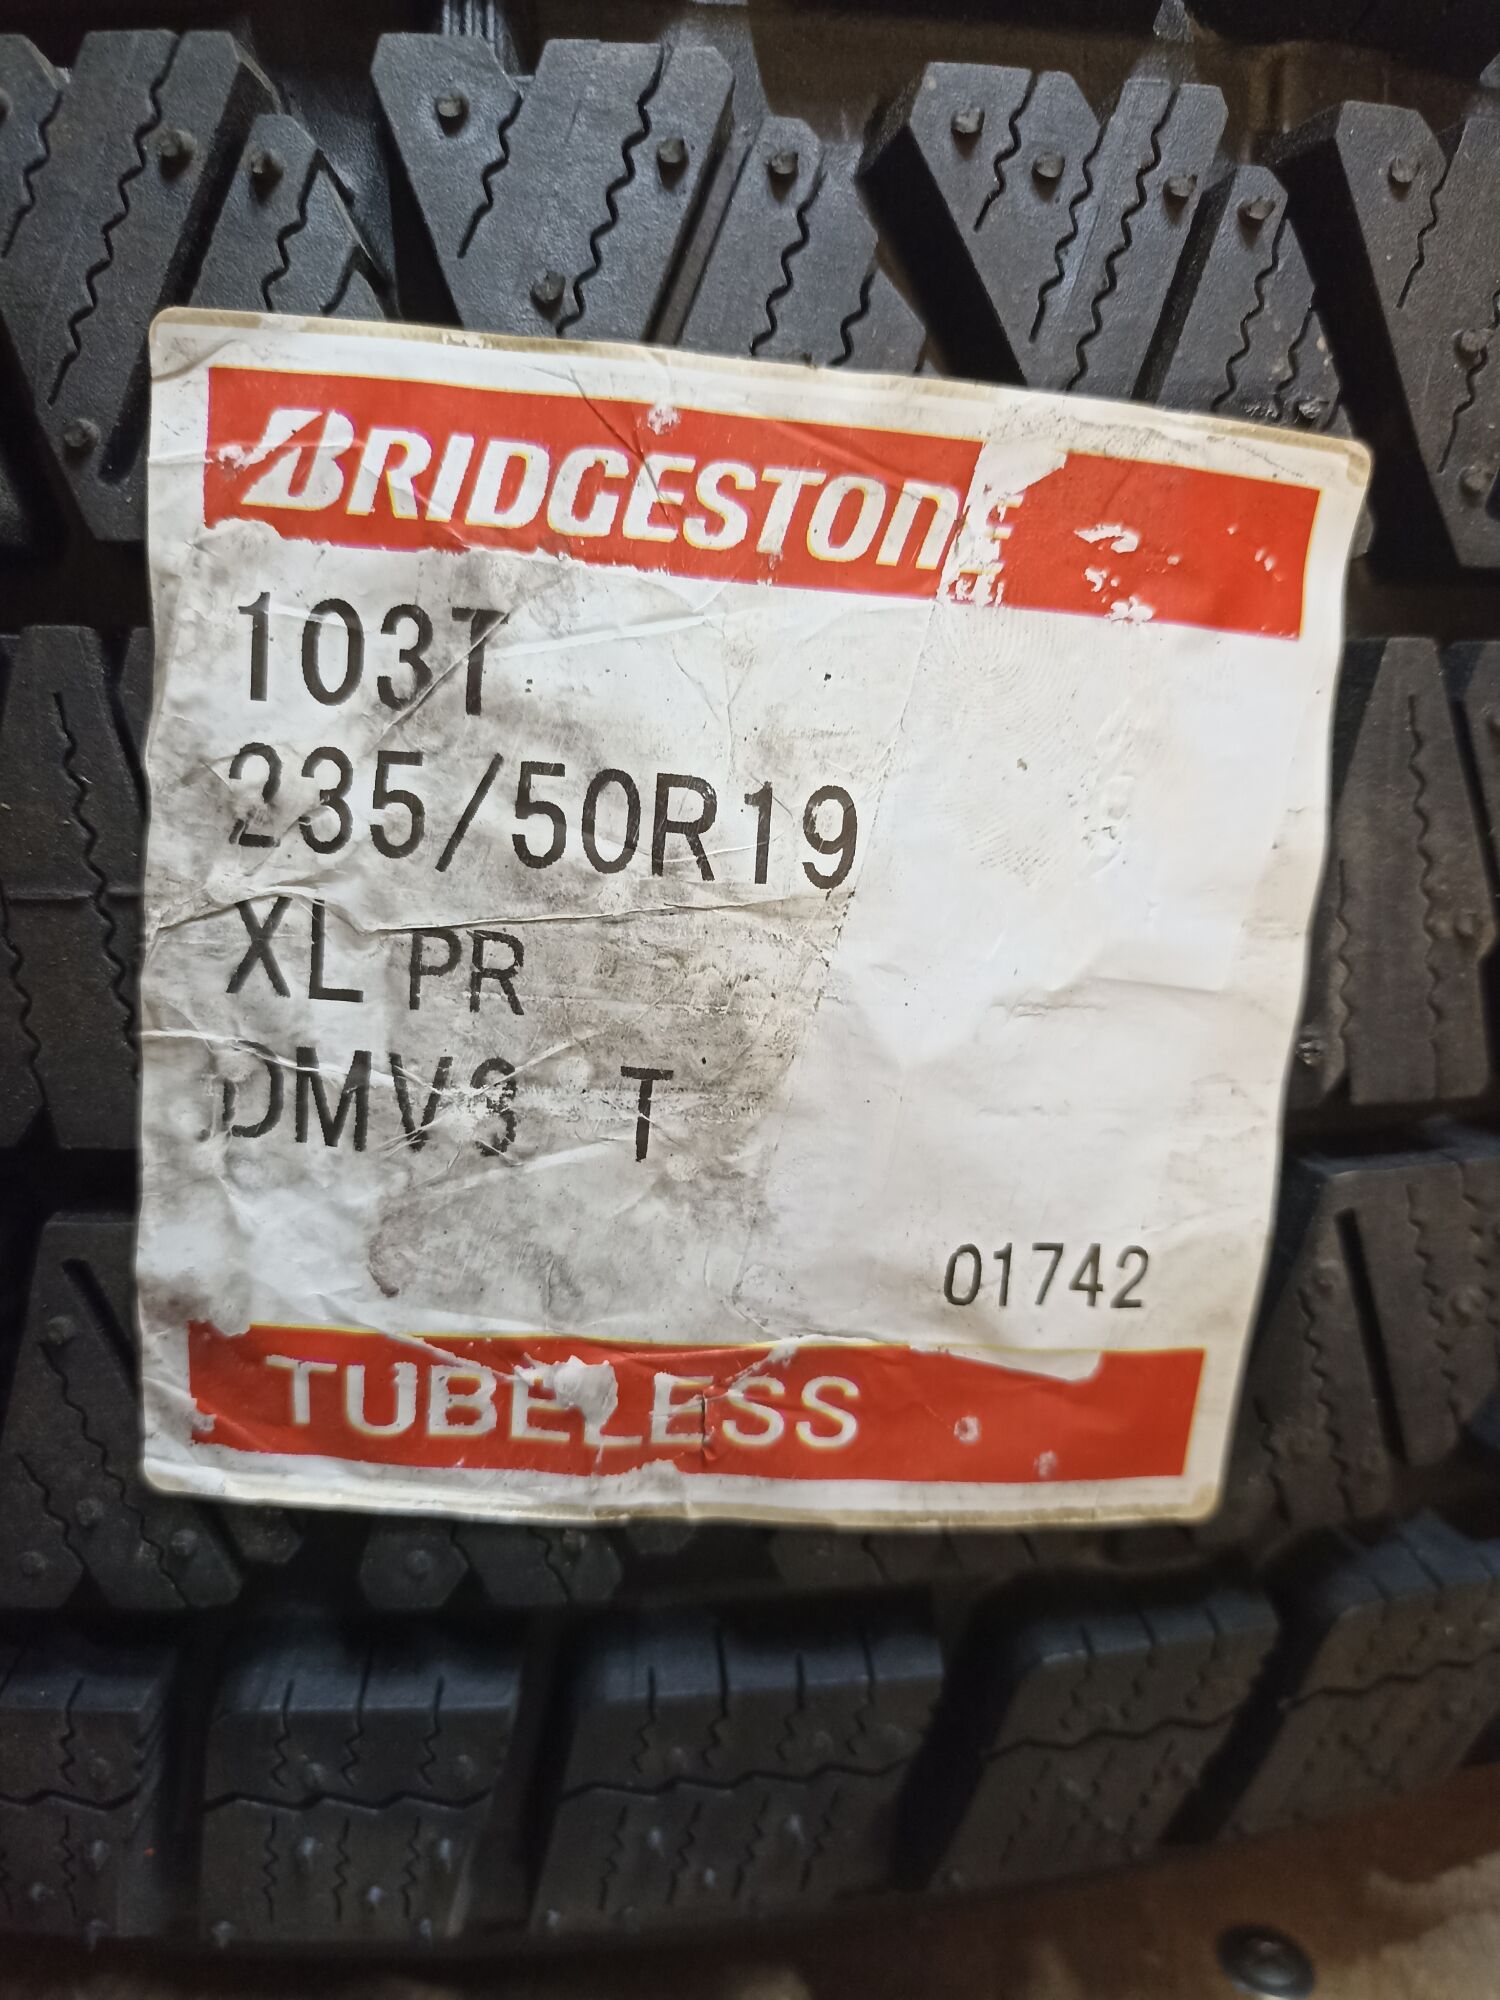 BRIDGESTONE
103T
235/50R19
XL PR
DMV3 T
01742
TUBELESS